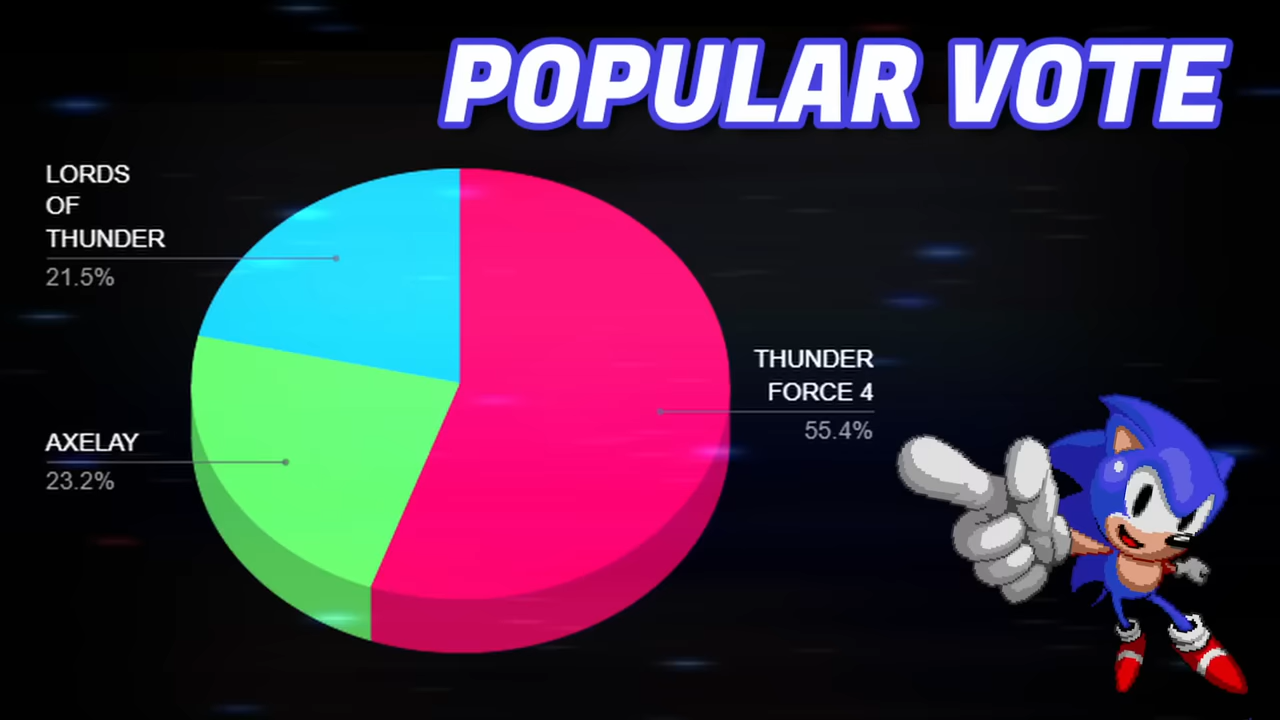 POPULAR VOTE
LORDS
OF
THUNDER
21.5%
THUNDER
FORCE 4
55.4%
AXELAY
23.2%